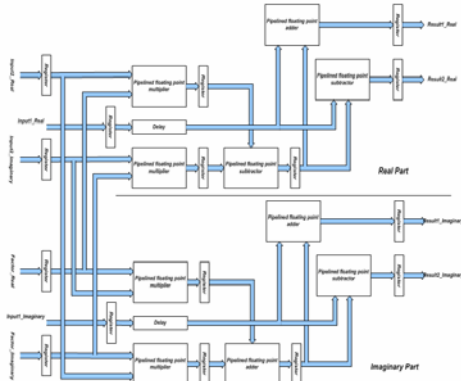 Pipelined floating point
adder
Register
Result1_Real
Input2_Real
Register
Pipelined floating point
multiplier
Register
Pipelined floating point
subtractor
Register
Result2_Real
Input1_Real
Register
Delay
Input2_Imaginary
Register
Pipelined floating point
multiplier
Register
Pipelined floating point
subtractor
Register
Real Part
Pipelined floating point
adder
Register
Result1_Imaginary
Factor_Real
Register
Pipelined floating point
multiplier
Register
Pipelined floating point
subtractor
Register
Result2_Imaginary
Input1_Imaginary
Register
Delay
Factor_Imaginary
Register
Pipelined floating point
multiplier
Register
Pipelined floating point
adder
Register
Imaginary Part